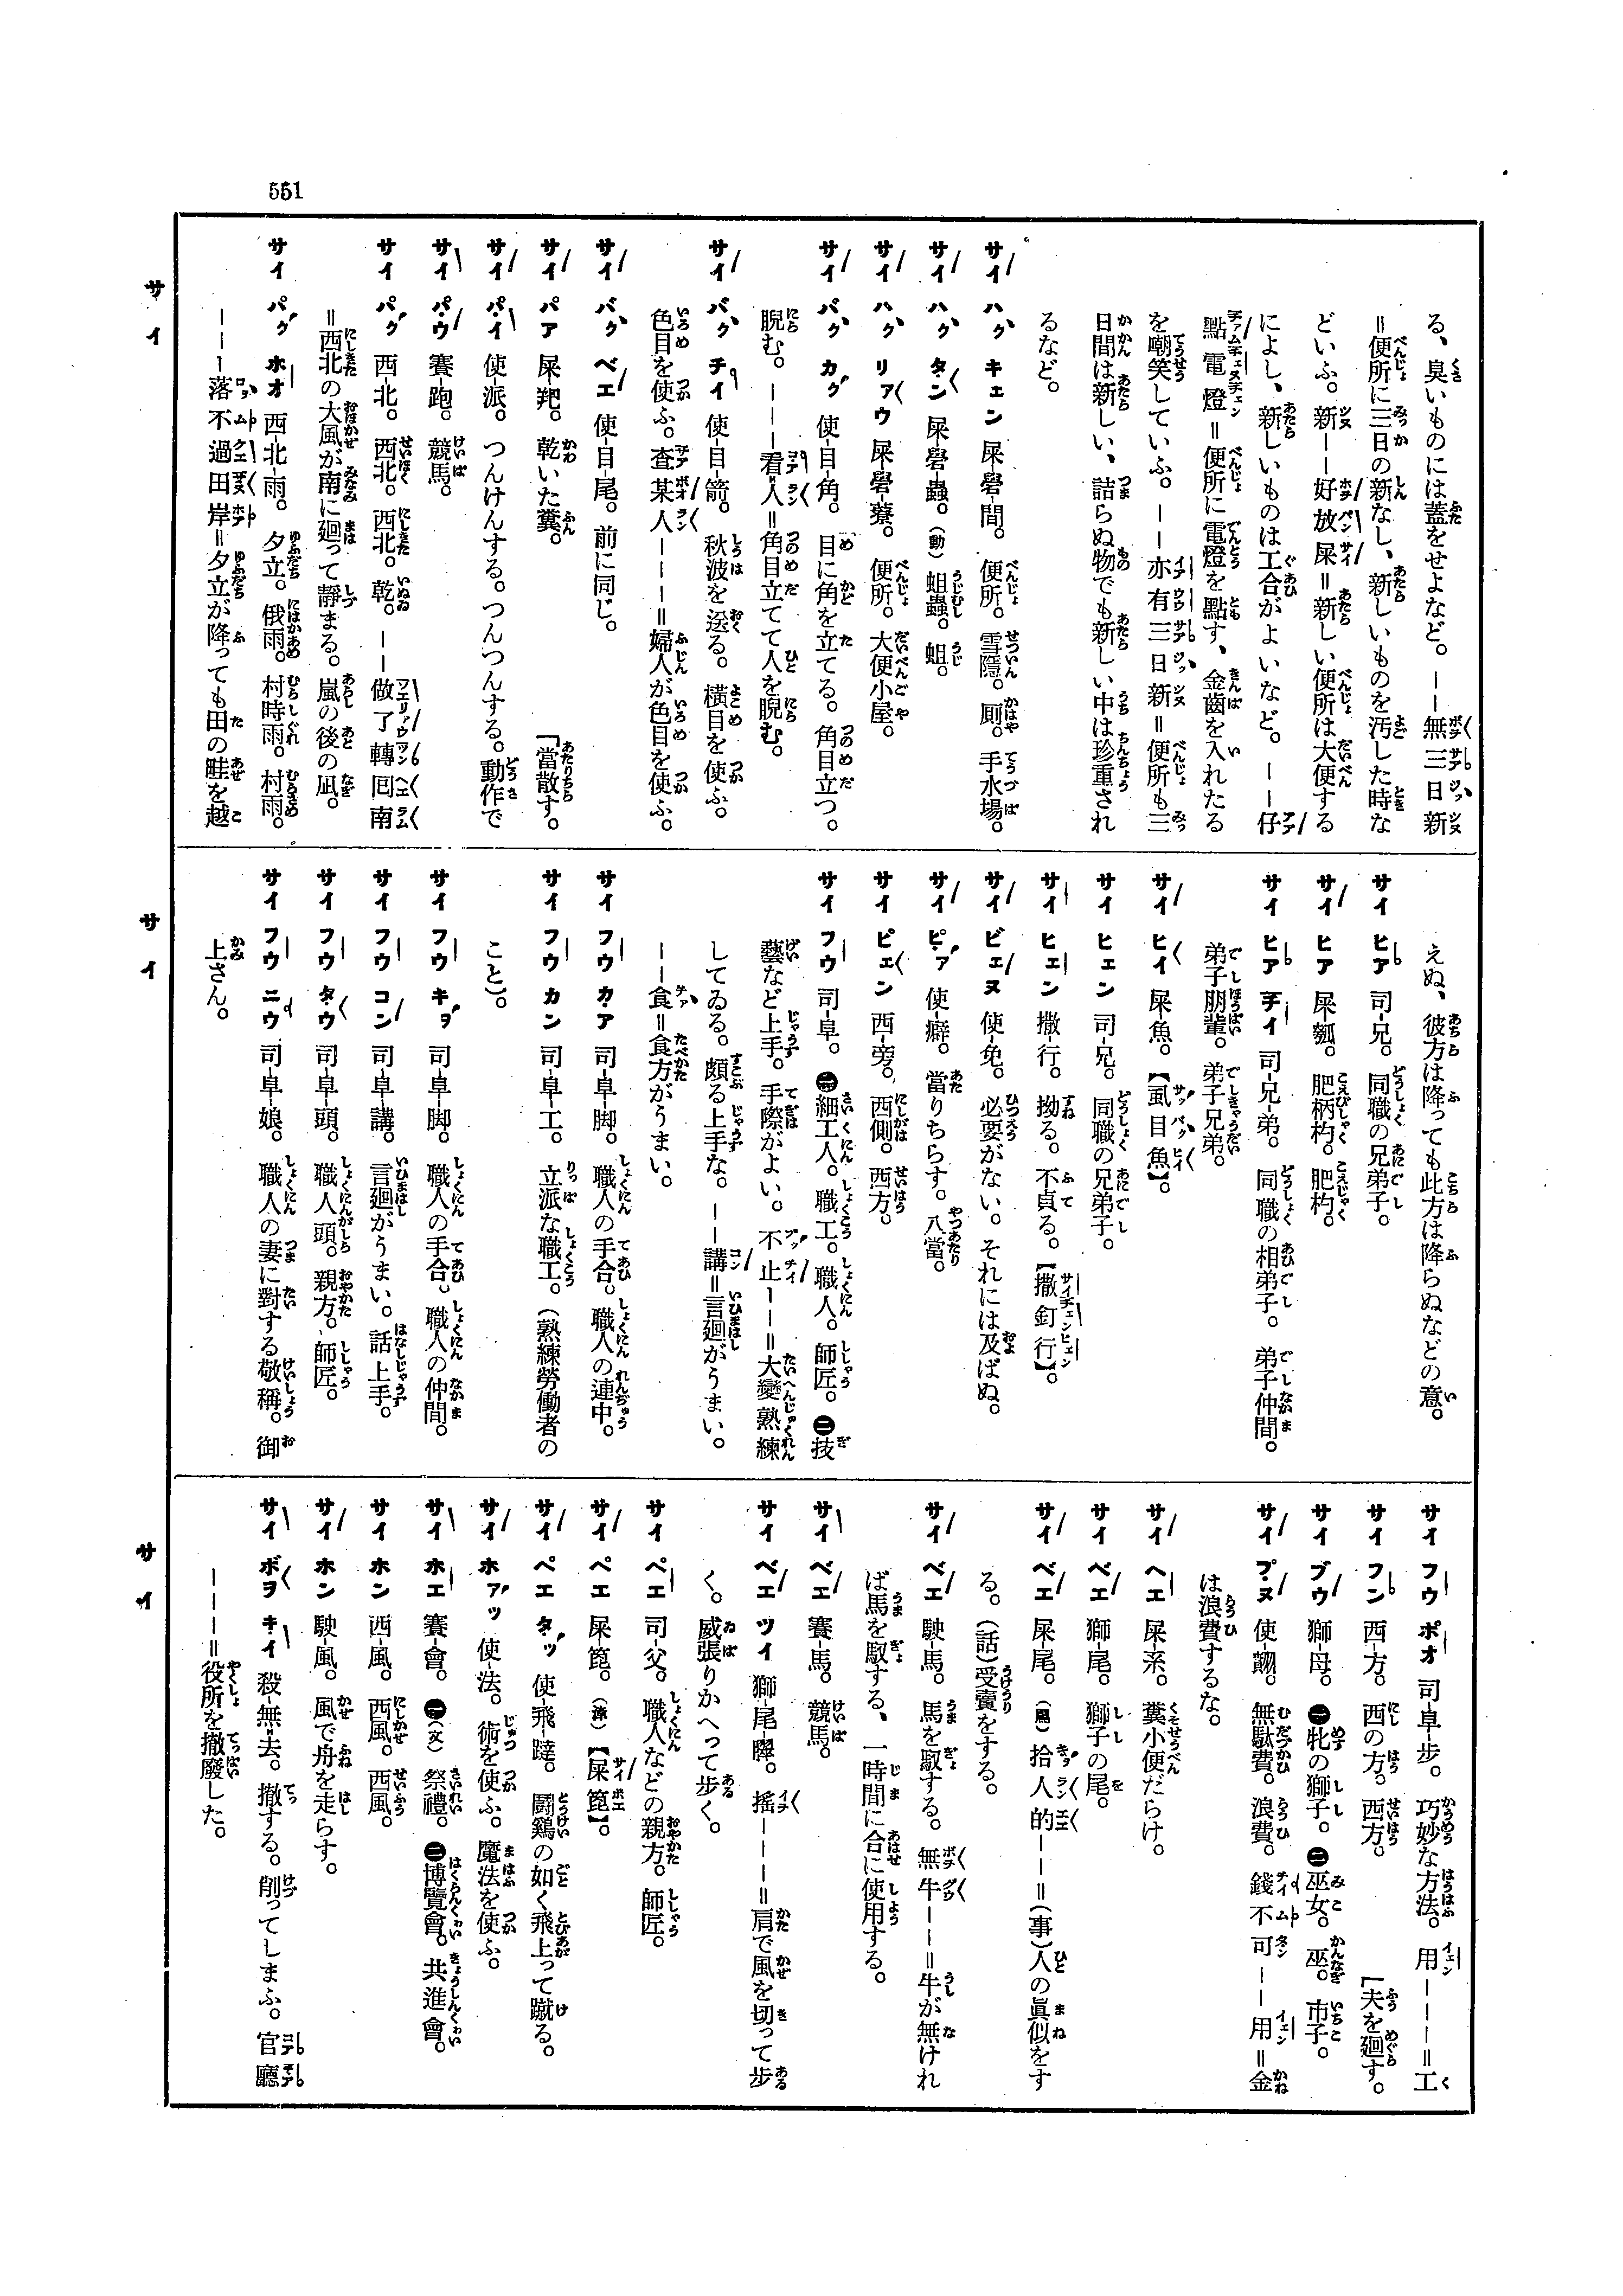 551
る、臭いものには蓋をせよなど。――無三日新
＝便所に三日の新なし、新しいものを汚した時な
どいふ。新――好放屎＝新しい便所は大便する
によし、新しいものは工合がよいなど。――仔
點電燈＝便所に電燈を點す、金齒を入れたる
を嘲笑していふ。――亦有三日新＝便所も三
日間は新しい、詰らぬ物でも新しい中は珍重され
るなど。
サイ ハク キェン 屎-礐-間。便所。雪隱。厠。手水場。
サイ ハク タン 屎-礐-蟲。（動）蛆蟲。蛆。
サイ ハク リアウ 屎-礐-藔。便所。大便小屋。
サイ バク カク 使-目-角。目に角を立てる。角目立つ。
睨む。―――看人＝角目立てて人を睨む。
サイ バク チイ 使-目-箭。秋波を送る。橫目を使ふ。
色目を使ふ。查某人―――＝婦人が色目を使ふ。
サイ バク ベエ 使-目-尾。前に同じ。
サイ パア 屎-䎱。乾いた糞。
サイ パイ 使-派。つんけんする。つんつんする。動作で
「當散す。
サイ パウ 賽-跑。競馬。
サイ パク 西-北。西北。西北。乾。――做了轉囘南
＝西北の大風が南に廻って靜まる。嵐の後の凪。
サイ パク ホオ 西-北-雨。夕立。俄雨。村時雨。村雨。
―――落不過田岸＝夕立が降っても田の畦を越
サイ
えぬ、彼方は降っても此方は降らぬなどの意。
サイ ヒア 司-兄。同職の兄弟子。
サイ ヒア 屎-瓠。肥柄杓。肥杓。
サイ ヒア チイ 司-兄-弟。同職の相弟子。弟子仲間。
弟子朋輩。弟子兄弟。
サイ ヒイ 屎-魚。【虱目魚】。
サイ ヒェン 司-兄。同職の兄弟子。
サイ ヒェン 撒-行。拗る。不貞る。【撒釘行】。
サイ ビェヌ 使-免。必要がない。それには及ばぬ。
サイ ピア 使-癖。當りちらす。八當。
サイ ピェン 西-旁。西側。西方。
サイ フウ 司-阜。㊀細工人。職工。職人。師匠。㊁技
藝など上手。手際がよい。不止――＝大變熟練
してゐる。頗る上手な。――講＝言廻がうまい。
――食＝食方がうまい。
サイ フウ カア 司-阜-脚。職人の手合。職人の連中。
サイ フウ カン 司-阜-工。立派な職工。（熟練勞働者の
こと）。
サイ フウ キヲ 司-阜-脚。職人の手合。職人の仲間。
サイ フウ コン 司-阜-講。言廻がうまい。話上手。
サイ フウ タウ 司-阜-頭。職人頭。親方。師匠。
サイ フウ ニウ 司-阜-娘。職人の妻に對する敬稱。御
上さん。
サイ
サイ フウ ポオ 司-阜-步。巧妙な方法。用―――＝工
サイ フン 西-方。西の方。西方。
「夫を廻す。
サイ ブウ 獅-母。㊀牝の獅子。㊁巫女。巫。市子。
サイ プヌ 使-䎊。無駄費。浪費。錢不可――用＝金
は浪費するな。
サイ ヘエ 屎-系。糞小便だらけ。
サイ ベエ 獅-尾。獅子の尾。
サイ ベエ 屎-尾。（罵）拾人的――＝（事）人の眞似をす
る。（話）受賣をする。
サイ ベエ 駛-馬。馬を馭する。無牛――＝牛が無けれ
ば馬を馭する、一時間に合に使用する。
サイ ベエ 賽-馬。競馬。
サイ ベエ ツイ 獅-尾-䏢。搖―――＝肩で風を切って步
く。威張りかへって步く。
サイ ペエ 司-父。職人などの親方。師匠。
サイ ペエ 屎-箆。（泳）【屎箆】。
サイ ペエ タッ 使-飛-躂。鬪鷄の如く飛上って蹴る。
サイ ホアッ 使-法。術を使ふ。魔法を使ふ。
サイ ホエ 賽-會。㊀（文）祭禮。㊁博覽會。共進會。
サイ ホン 西-風。西風。西風。
サイ ホン 駛-風。風で舟を走らす。
サイ ボヲ キイ 殺-無-去。撤する。削ってしまふ。官廳
―――＝役所を撤廢した。
サイ